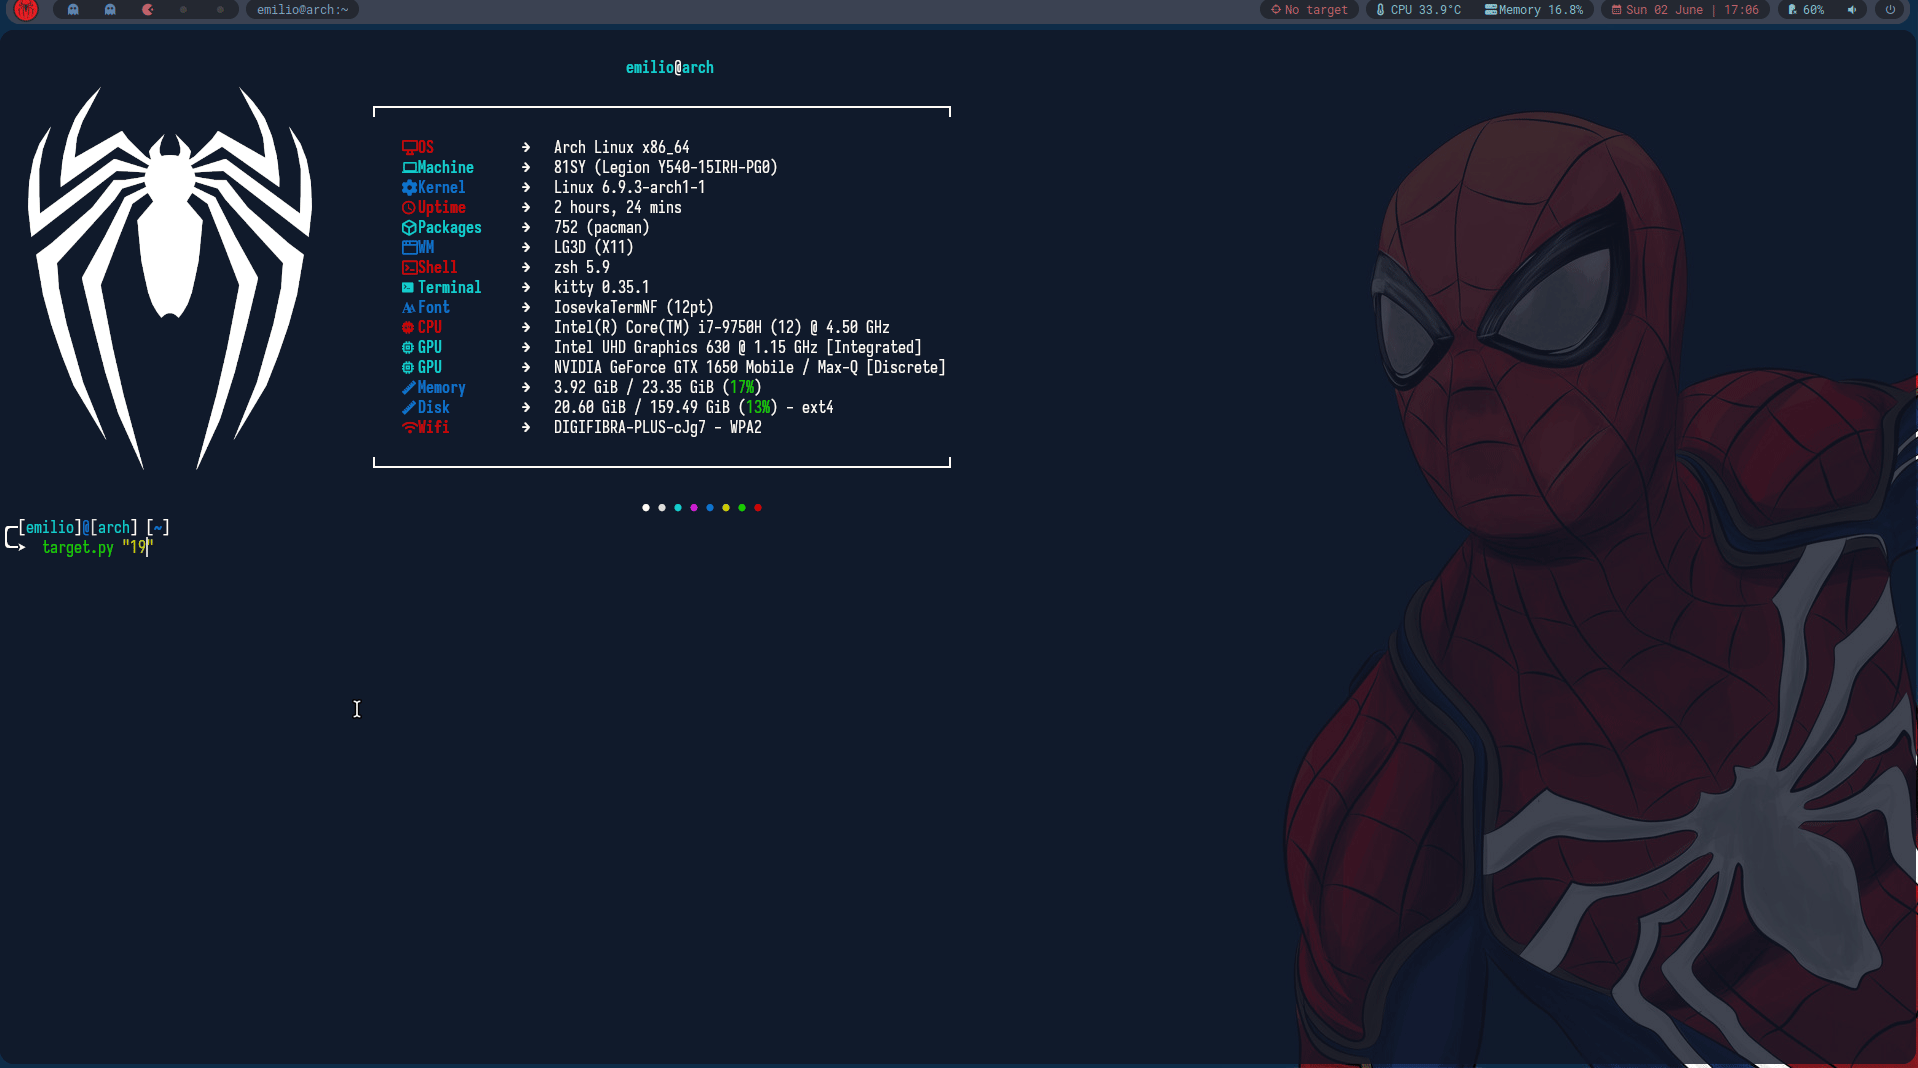 emilio@arch:~
No target
CPU 33.9°C
Memory 16.8%
Sun 02 June | 17:06
60%
emilio@arch
OS → Arch Linux x86_64
Machine → 81SY (Legion Y540-15IRH-PG0)
Kernel → Linux 6.9.3-arch1-1
Uptime → 2 hours, 24 mins
Packages → 752 (pacman)
WM → LG3D (X11)
Shell → zsh 5.9
Terminal → kitty 0.35.1
Font → IosevkaTermNF (12pt)
CPU → Intel(R) Core(TM) i7-9750H (12) @ 4.50 GHz
GPU → Intel UHD Graphics 630 @ 1.15 GHz [Integrated]
GPU → NVIDIA GeForce GTX 1650 Mobile / Max-Q [Discrete]
Memory → 3.92 GiB / 23.35 GiB (17%)
Disk → 20.60 GiB / 159.49 GiB (13%) - ext4
Wifi → DIGIFIBRA-PLUS-cJg7 - WPA2
[emilio]@[arch] [~]
target.py "19"